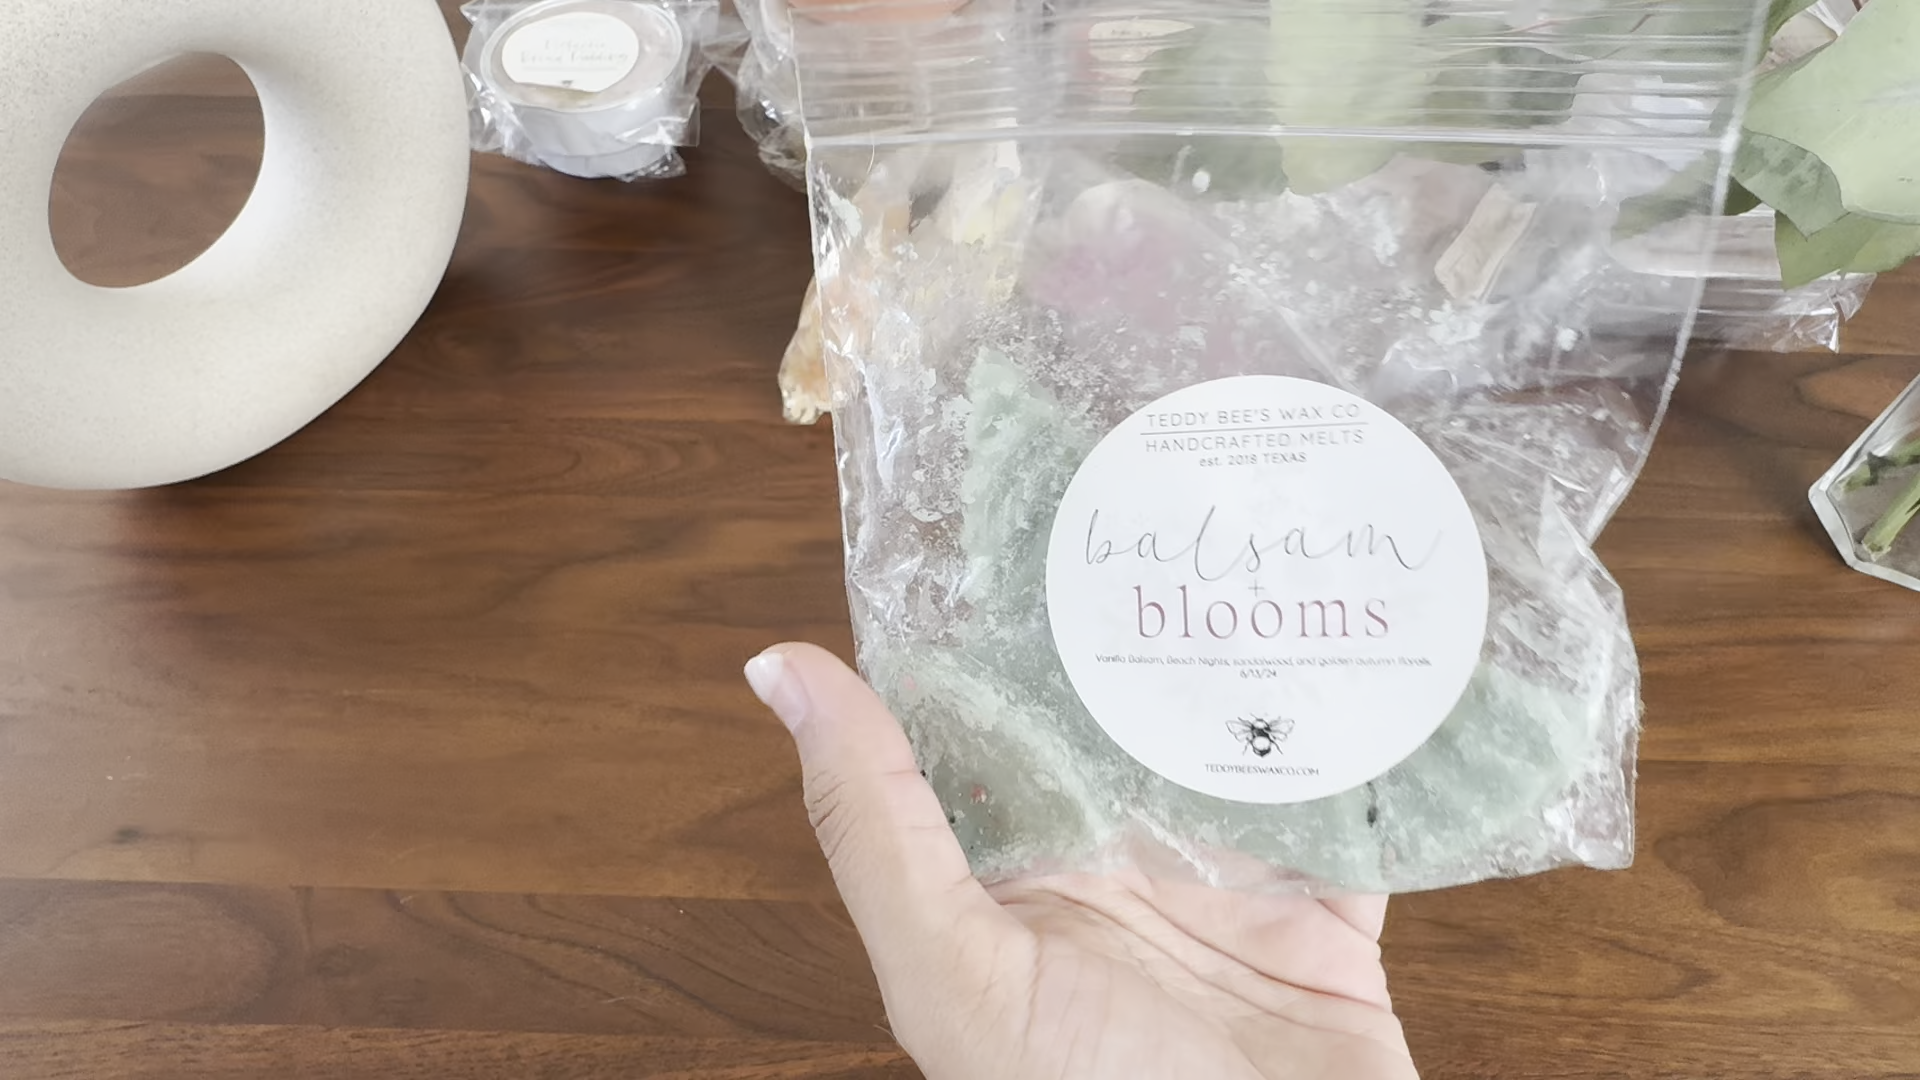 TEDDY BEE'S WAX CO
HANDCRAFTED MELTS
est. 2018 TEXAS
balsam
+
blooms
Vanilla Balsam, Beach Nights, sandalwood, and golden autumn florals.
6/13/24
TEDDYBEESWAXCO.COM